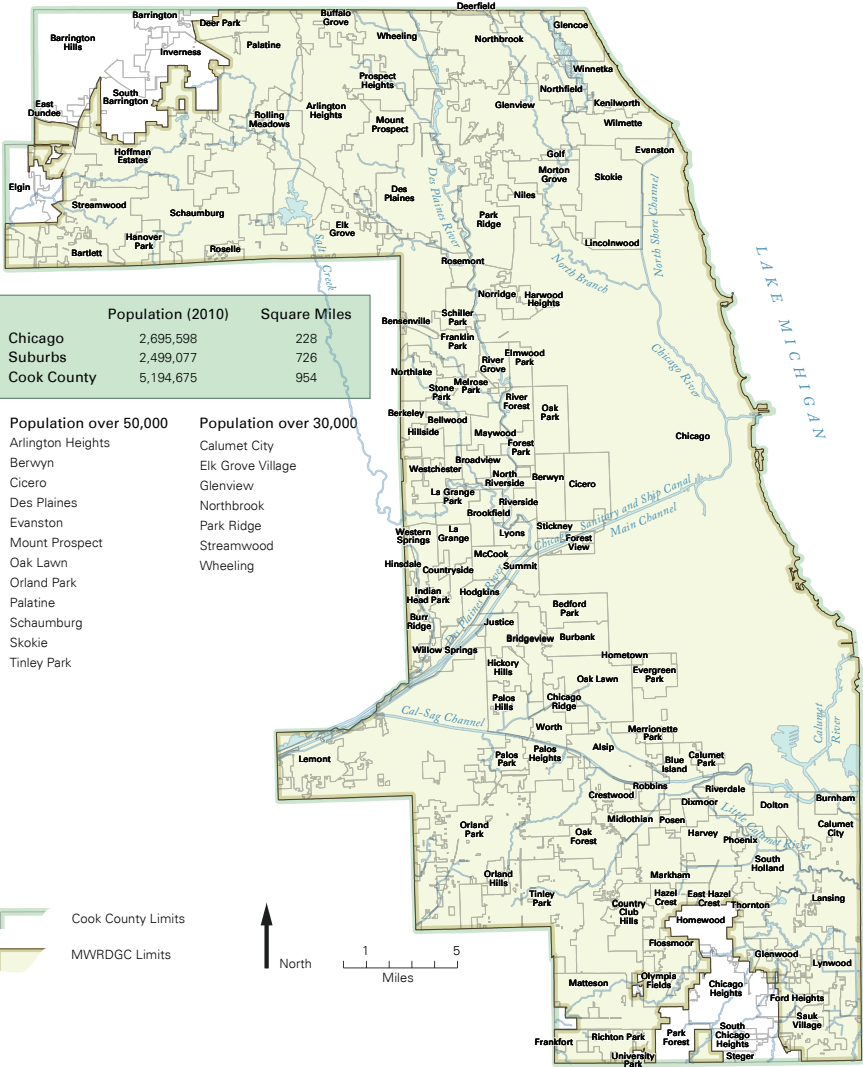 Deerfield
Barrington
Buffalo
Grove
Deer Park
Glencoe
Barrington
Hills
Inverness
Palatine
Wheeling
Northbrook
Winnetka
Prospect
Heights
Northfield
South
Barrington
East
Dundee
Rolling
Meadows
Arlington
Heights
Mount
Prospect
Glenview
Kenilworth
Wilmette
Hoffman
Estates
Golf
Evanston
Morton
Grove
Skokie
Elgin
Streamwood
Schaumburg
Des
Plaines
Des Plaines River
Niles
North Short Channel
Park
Ridge
Elk
Grove
Hanover
Park
Bartlett
Roselle
Salt Creek
Lincolnwood
Rosemont
North Branch
LAKE MICHIGAN
Norridge
Harwood
Heights
Population (2010) Square Miles
Chicago 2,695,598 228
Suburbs 2,499,077 726
Cook County 5,194,675 954
Bensenville
Schiller
Park
Franklin
Park
River
Grove
Elmwood
Park
Chicago River
Northlake
Stone
Park
Melrose
Park
River
Forest
Oak
Park
Berkeley
Bellwood
Hillside
Maywood
Forest
Park
Chicago
Population over 50,000
Arlington Heights
Berwyn
Cicero
Des Plaines
Evanston
Mount Prospect
Oak Lawn
Orland Park
Palatine
Schaumburg
Skokie
Tinley Park
Population over 30,000
Calumet City
Elk Grove Village
Glenview
Northbrook
Park Ridge
Streamwood
Wheeling
Westchester
Broadview
North
Riverside
Berwyn
Cicero
La Grange
Park
Riverside
Brookfield
Chicago Sanitary and Ship Canal
Main Channel
Western
Springs
La
Grange
Lyons
Stickney
Forest
View
McCook
Hinsdale
Countryside
Summit
Indian
Head Park
Hodgkins
Des Plaines River
Burr
Ridge
Justice
Bedford
Park
Bridgeview
Burbank
Willow Springs
Hickory
Hills
Hometown
Oak Lawn
Evergreen
Park
Palos
Hills
Chicago
Ridge
Cal-Sag Channel
Worth
Merrionette
Park
Calumet
River
Lemont
Palos
Park
Palos
Heights
Alsip
Blue
Island
Calumet
Park
Robbins
Riverdale
Crestwood
Dixmoor
Dolton
Burnham
Midlothian
Posen
Little Calumet River
Calumet
City
Orland
Park
Oak
Forest
Harvey
Phoenix
South
Holland
Orland
Hills
Markham
Tinley
Park
Hazel
Crest
East Hazel
Crest
Thornton
Lansing
Country
Club
Hills
Homewood
Flossmoor
Glenwood
Lynwood
Cook County Limits
MWRDGC Limits
North
1 5
Miles
Matteson
Olympia
Fields
Chicago
Heights
Ford Heights
Sauk
Village
Frankfort
Richton Park
Park
Forest
South
Chicago
Heights
University
Park
Steger